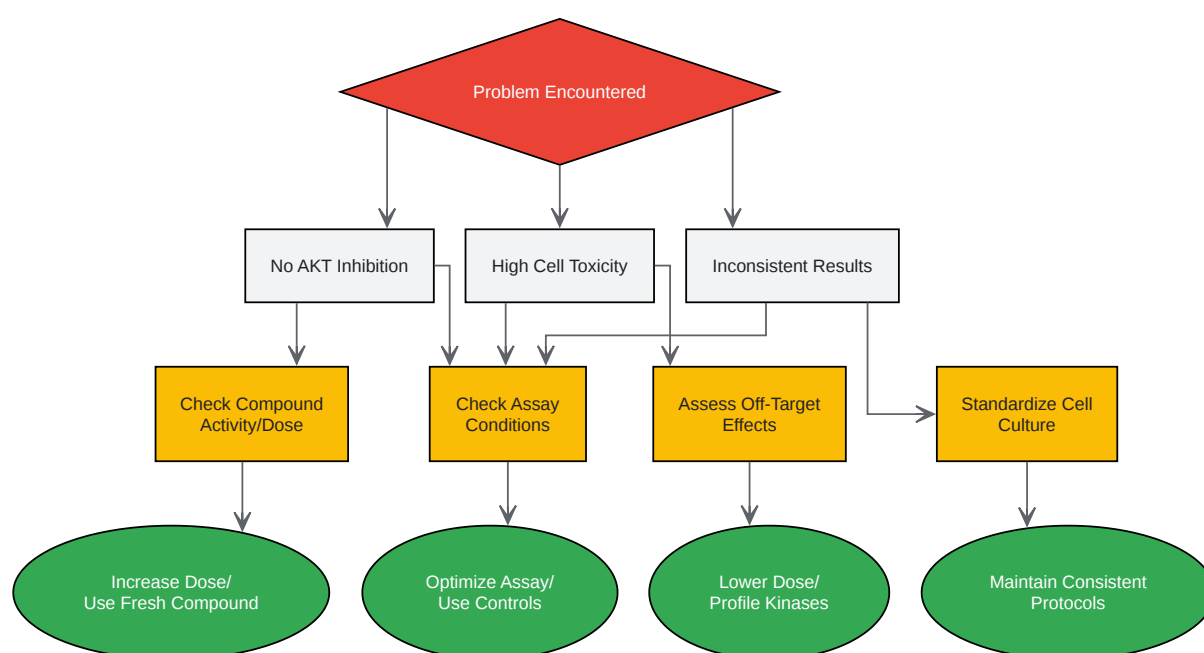 Problem Encountered
No AKT Inhibition
High Cell Toxicity
Inconsistent Results
Check Compound
Activity/Dose
Check Assay
Conditions
Assess Off-Target
Effects
Standardize Cell
Culture
Increase Dose/
Use Fresh Compound
Optimize Assay/
Use Controls
Lower Dose/
Profile Kinases
Maintain Consistent
Protocols